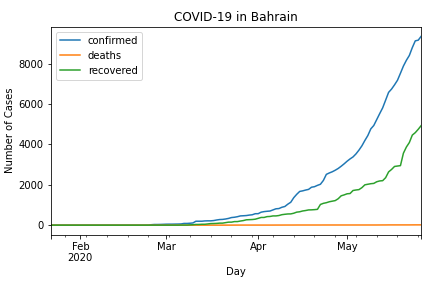 COVID-19 in Bahrain
confirmed
deaths
recovered
Number of Cases
8000
6000
4000
2000
0
Feb
2020
Mar
Apr
May
Day